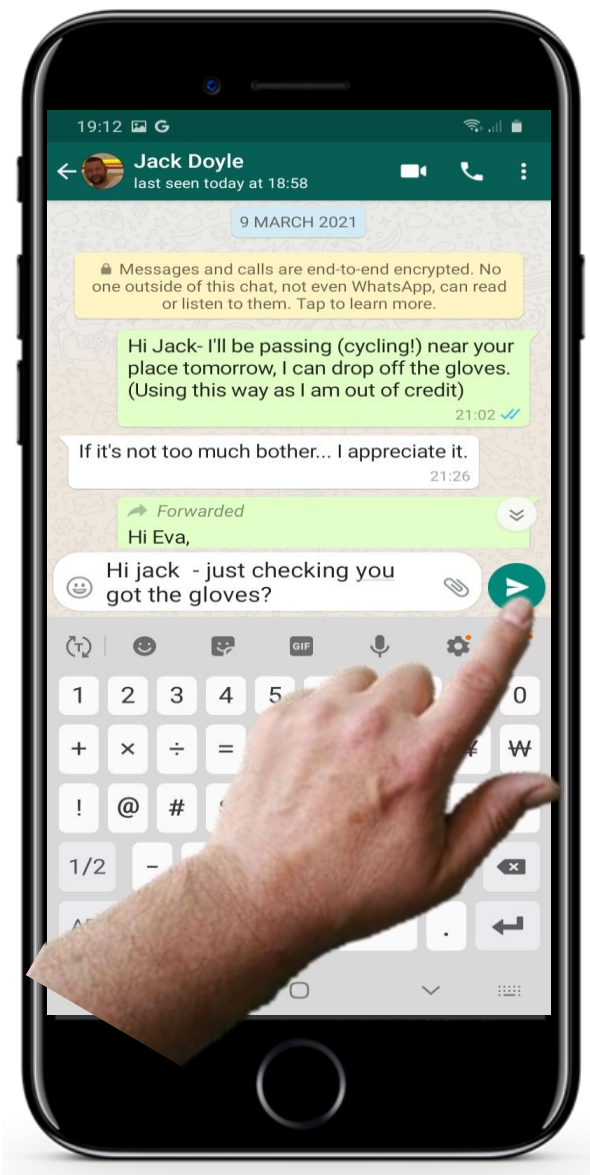 19:12 G
Jack Doyle
last seen today at 18:58
9 MARCH 2021
Messages and calls are end-to-end encrypted. No
one outside of this chat, not even WhatsApp, can read
or listen to them. Tap to learn more.
Hi Jack- I'll be passing (cycling!) near your
place tomorrow, I can drop off the gloves.
(Using this way as I am out of credit)
21:02
If it's not too much bother... I appreciate it.
21:26
Forwarded
Hi Eva,
Hi jack  - just checking you
got the gloves?
GIF
1 2 3 4 5 0
+ × ÷ = ₩
! @ # 
1/2 -
.